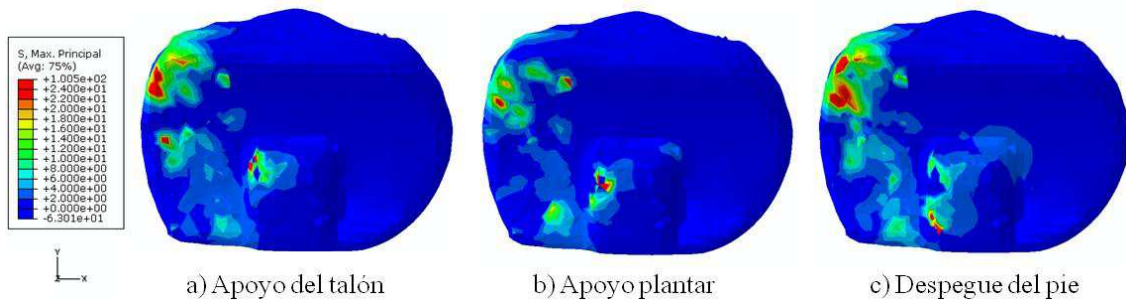 S, Max. Principal
(Avg: 75%)
+1.005e+02
+2.400e+01
+2.200e+01
+2.000e+01
+1.800e+01
+1.600e+01
+1.400e+01
+1.200e+01
+1.000e+01
+8.000e+00
+6.000e+00
+4.000e+00
+2.000e+00
+0.000e+00
-6.301e+01
Y
Z
X
a) Apoyo del talón
b) Apoyo plantar
c) Despegue del pie